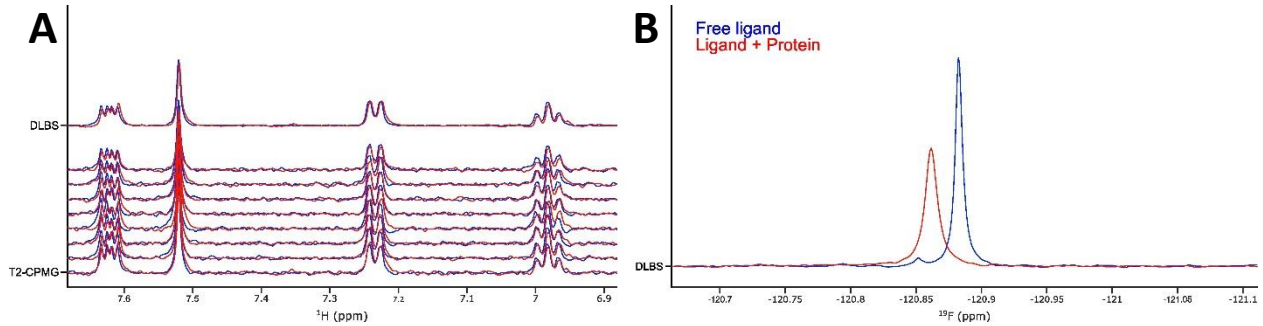 A
DLBS
T2-CPMG
7.6
7.5
7.4
7.3
7.2
7.1
7
6.9
¹H (ppm)
B
Free ligand
Ligand + Protein
DLBS
-120.7
-120.75
-120.8
-120.85
-120.9
-120.95
-121
-121.05
-121.1
¹⁹F (ppm)